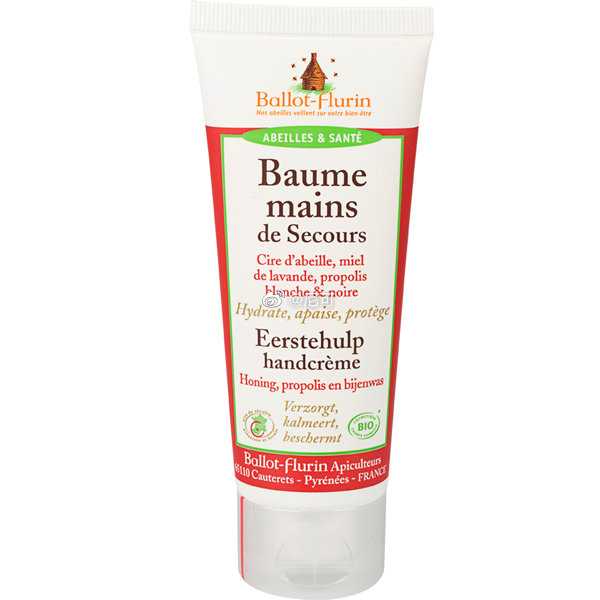 Ballot-flurin
Nos abeilles veillent sur votre bien-être
ABEILLES & SANTÉ
Baume
mains
de Secours
Cire d'abeille, miel
de lavande, propolis
blanche & noire
Hydrate, apaise, protège
Eerstehulp
handcrème
Honing, propolis en bijenwas
Verzorgt,
kalmeert,
beschermt
BIO
Ballot-flurin Apiculteurs
65110 Cauterets - Pyrénées - FRANCE